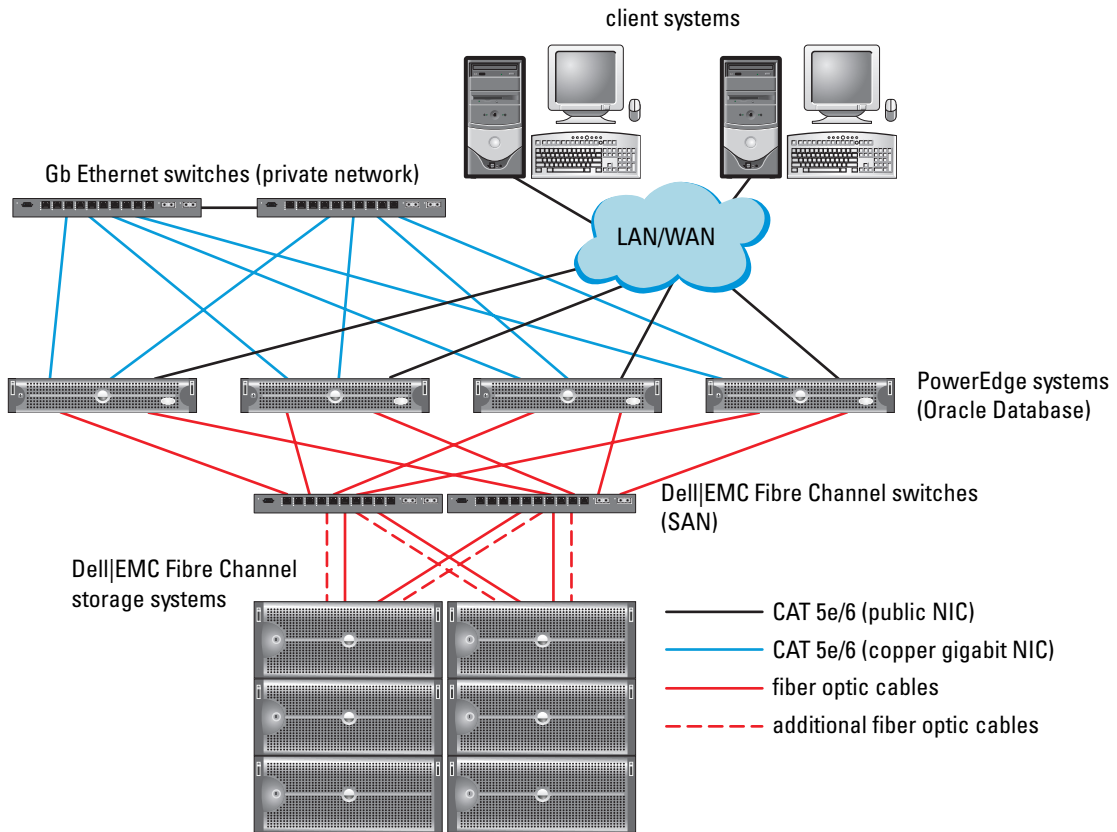 client systems
Gb Ethernet switches (private network)
LAN/WAN
PowerEdge systems
(Oracle Database)
Dell|EMC Fibre Channel switches
(SAN)
Dell|EMC Fibre Channel
storage systems
CAT 5e/6 (public NIC)
CAT 5e/6 (copper gigabit NIC)
fiber optic cables
additional fiber optic cables